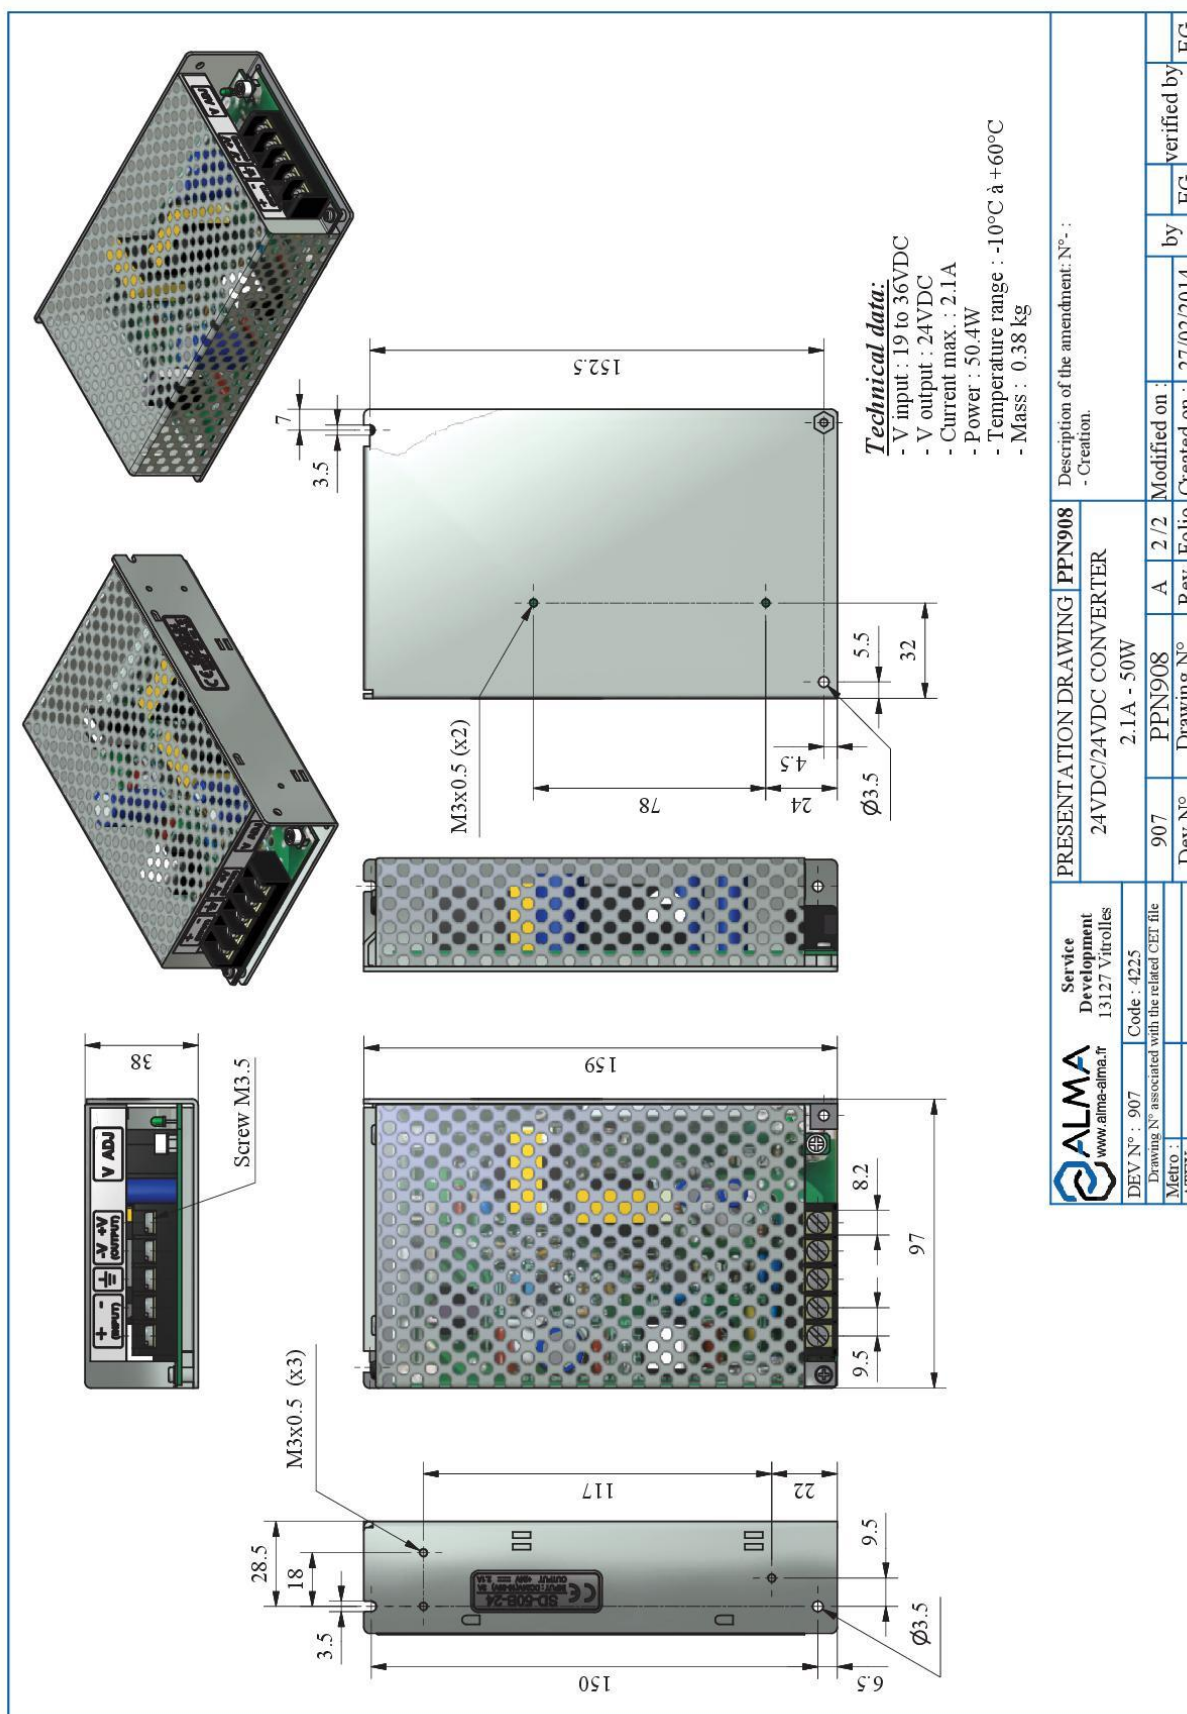 38
Screw M3.5
V ADJ
-V +V
(OUTPUT)
+ -
(INPUT)
M3x0.5 (x3)
28.5
18
3.5
117
22
9.5
Ø3.5
150
6.5
SD-50B-24
159
8.2
97
9.5
7
3.5
152.5
M3x0.5 (x2)
78
24
4.5
5.5
32
Ø3.5
Technical data:
- V input : 19 to 36VDC
- V output : 24VDC
- Current max. : 2.1A
- Power : 50.4W
- Temperature range : -10°C à +60°C
- Mass : 0.38 kg
ALMA
www.alma-alma.fr
Service
Development
13127 Vitrolles
DEV N° : 907
Code : 4225
Drawing N° associated with the related CET file
Metro :
PRESENTATION DRAWING PPN908
24VDC/24VDC CONVERTER
2.1A - 50W
907 PPN908 A 2/2
Dev N° Drawing N° Rev Folio
Description of the amendment: N°- :
- Creation.
Modified on : by verified by
Created on : 27/02/2014